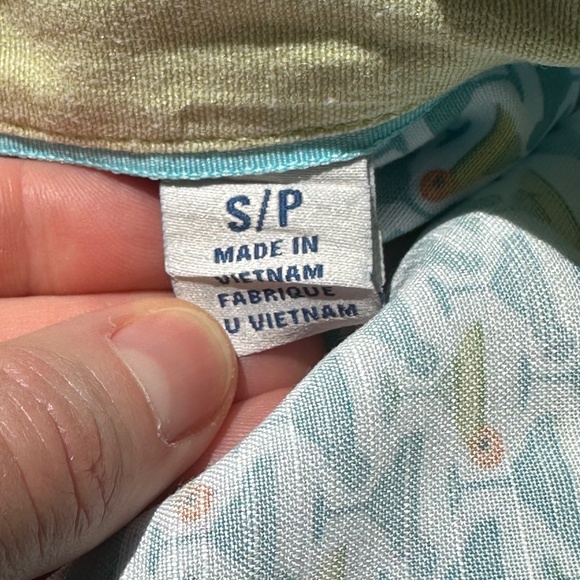 S/P
MADE IN
VIETNAM
FABRIQUE
U VIETNAM